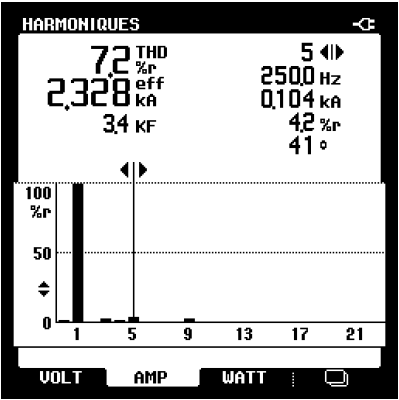 HARMONIQUES
7,2 THD %r
2,328 eff kA
3,4 KF
5
250,0 Hz
0,104 kA
4,2 %r
41 °
100
%r
50
0
1 5 9 13 17 21
VOLT AMP WATT